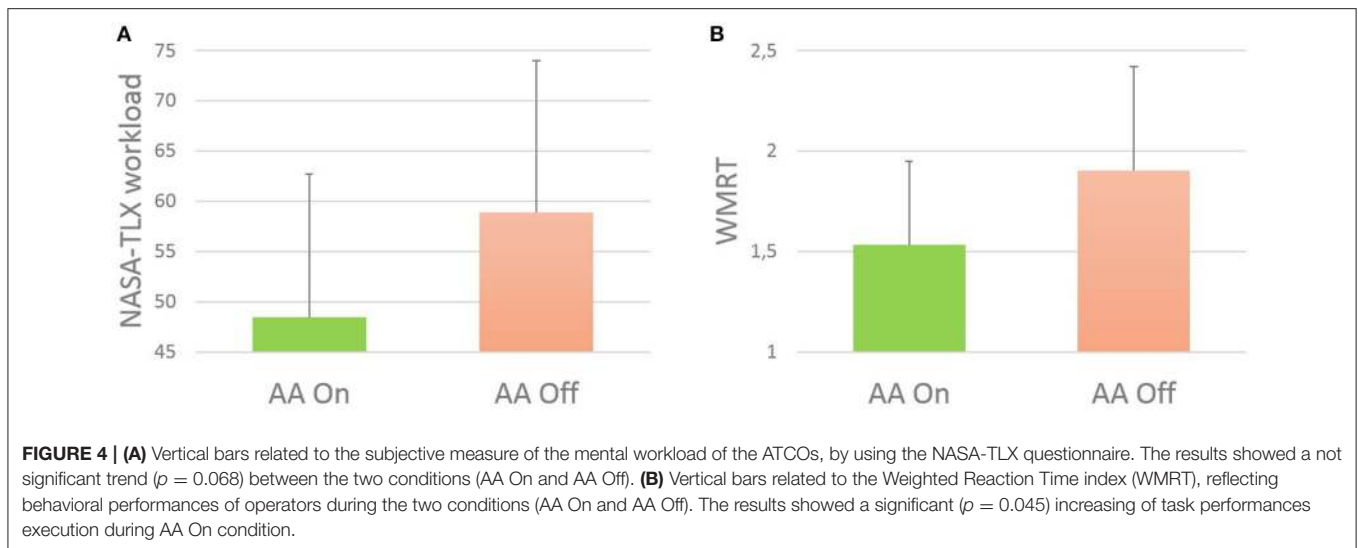 A
NASA-TLX workload
75
70
65
60
55
50
45
AA On
AA Off
B
WMRT
2,5
2
1,5
1
AA On
AA Off
FIGURE 4 | (A) Vertical bars related to the subjective measure of the mental workload of the ATCOs, by using the NASA-TLX questionnaire. The results showed a not
significant trend (p = 0.068) between the two conditions (AA On and AA Off). (B) Vertical bars related to the Weighted Reaction Time index (WMRT), reflecting
behavioral performances of operators during the two conditions (AA On and AA Off). The results showed a significant (p = 0.045) increasing of task performances
execution during AA On condition.